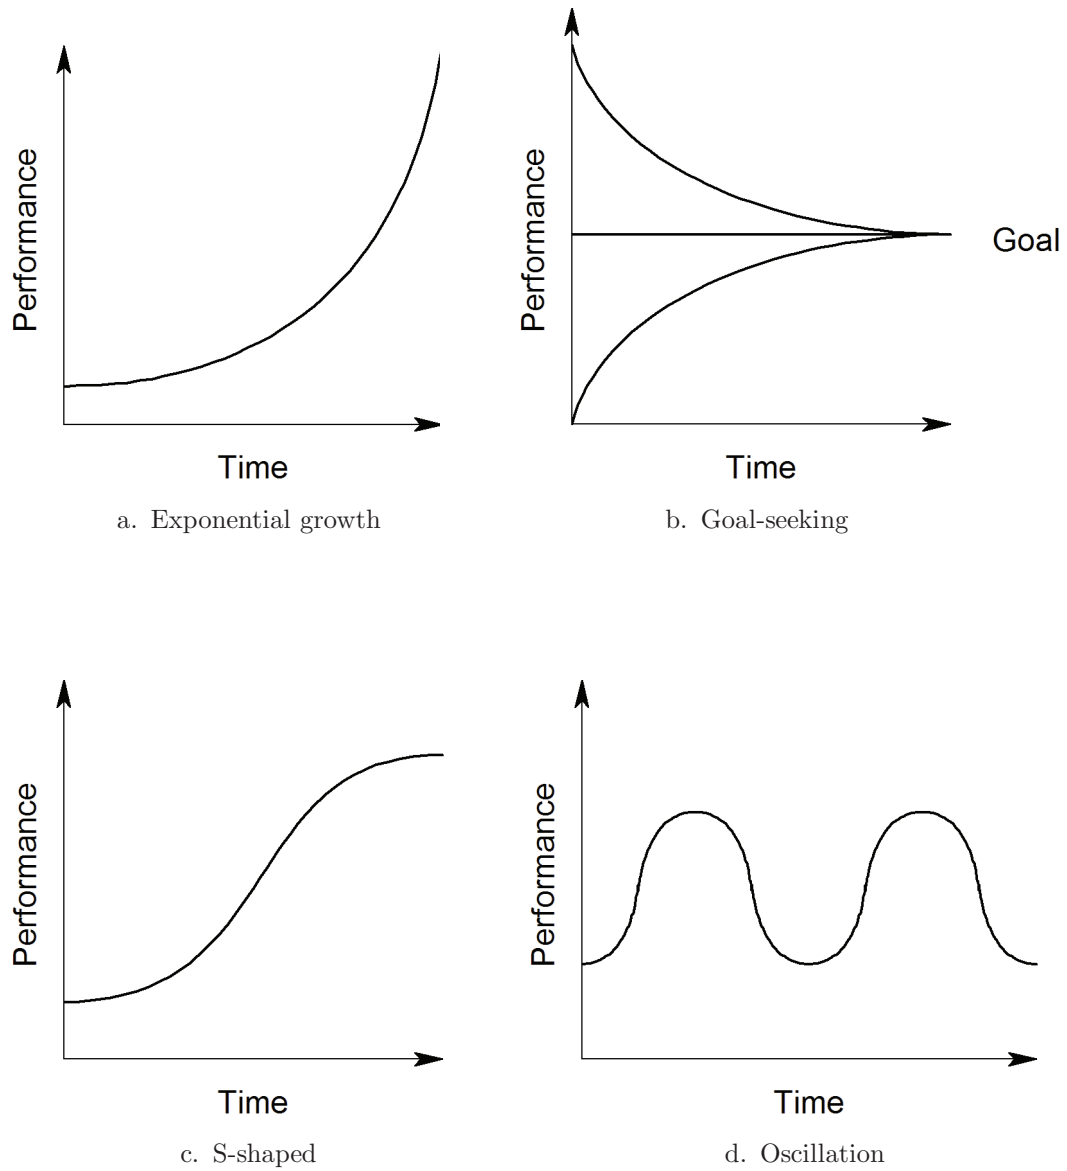 Performance
Time
a. Exponential growth
Performance
Goal
Time
b. Goal-seeking
Performance
Time
c. S-shaped
Performance
Time
d. Oscillation